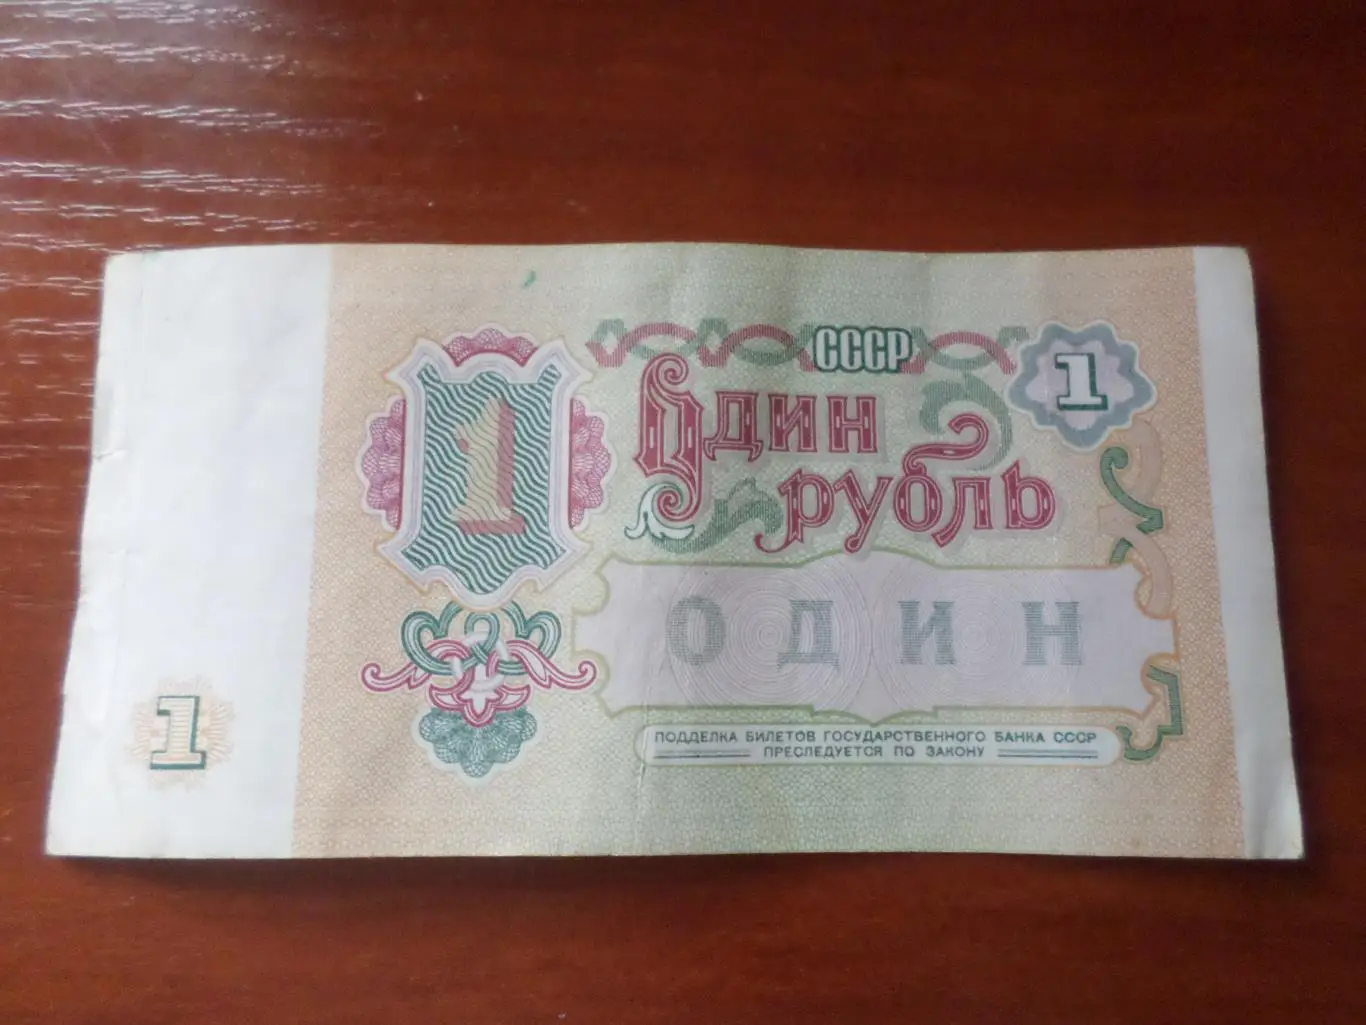 СССР
1
1
Один
рубль
ОДИН
ПОДДЕЛКА БИЛЕТОВ ГОСУДАРСТВЕННОГО БАНКА СССР
ПРЕСЛЕДУЕТСЯ ПО ЗАКОНУ
1